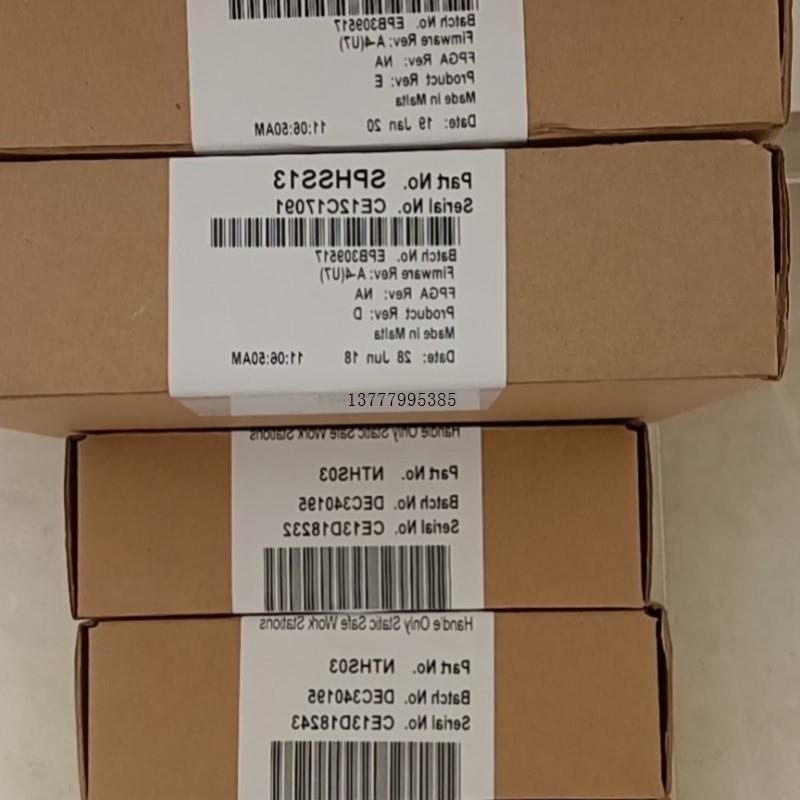 Batch No. EPB309517
Fimware Rev: A-4(U7)
FPGA Rev: NA
Product Rev: E
Made in Malta
Date: 19 Jan 20 11:06:50AM
Part No. SPHSS13
Serial No. CE12C17091
Batch No. EPB309517
Fimware Rev: A-4(U7)
FPGA Rev: NA
Product Rev: D
Made in Malta
Date: 28 Jun 18 11:06:50AM
13777995385
Handle Only Static Safe Work Stations
Part No. NTHS03
Batch No. DEC340195
Serial No. CE13D18232
Handle Only Static Safe Work Stations
Part No. NTHS03
Batch No. DEC340195
Serial No. CE13D18243